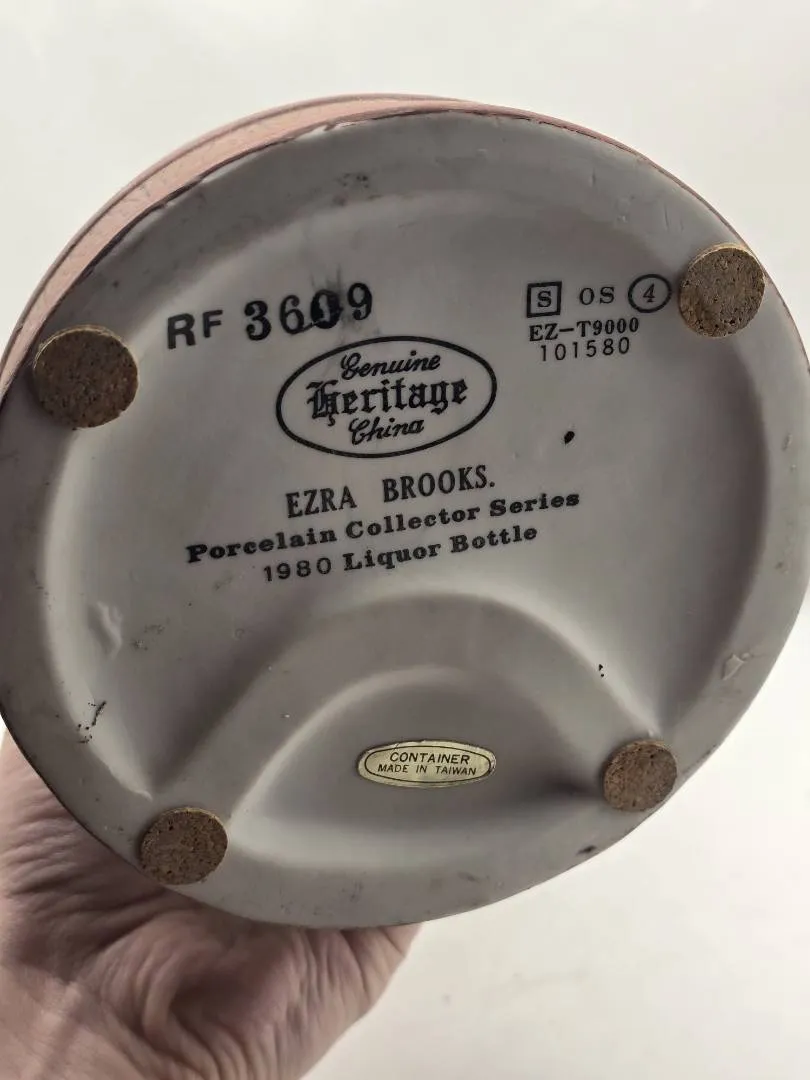 RF 3609
S OS 4
EZ-T9000
101580
Genuine
Heritage
China
EZRA BROOKS.
Porcelain Collector Series
1980 Liquor Bottle
CONTAINER
MADE IN TAIWAN